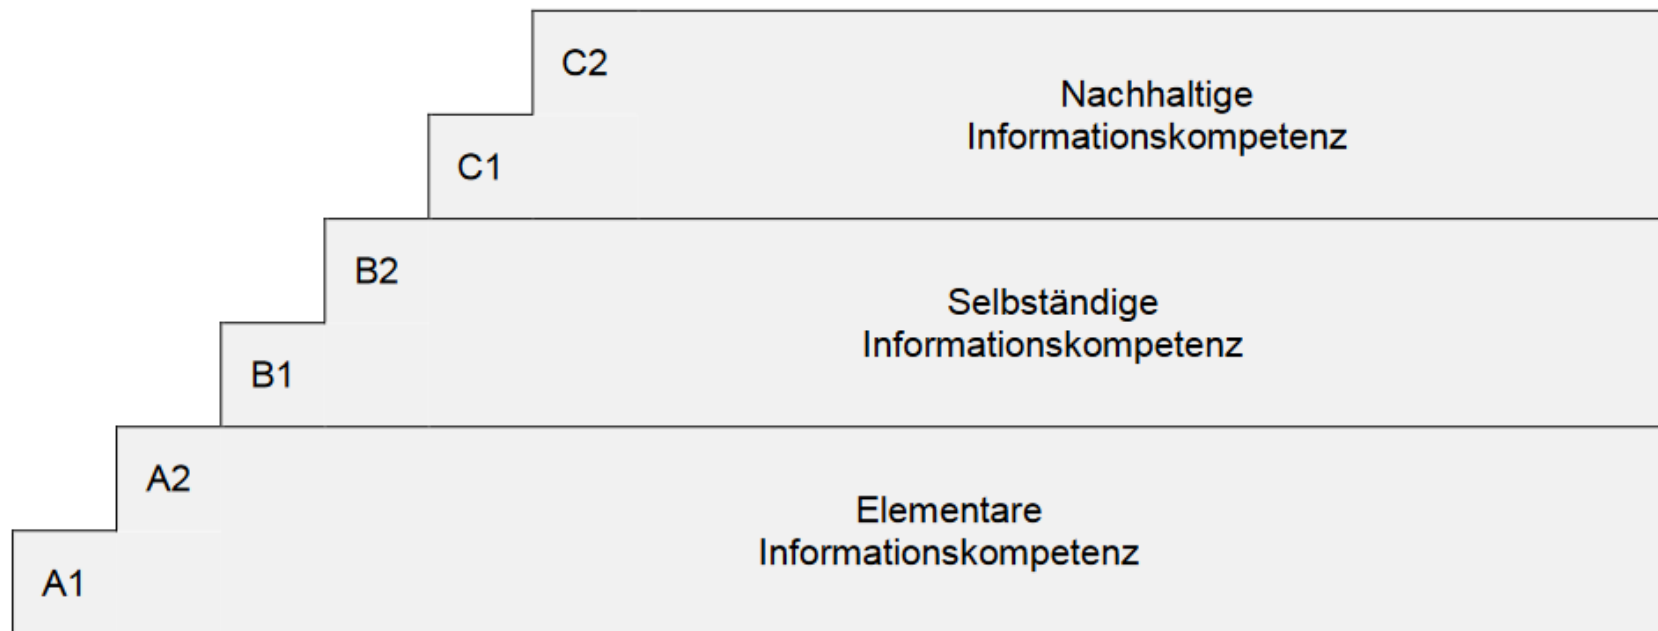 C2
Nachhaltige
Informationskompetenz
C1
B2
Selbständige
Informationskompetenz
B1
A2
Elementare
Informationskompetenz
A1